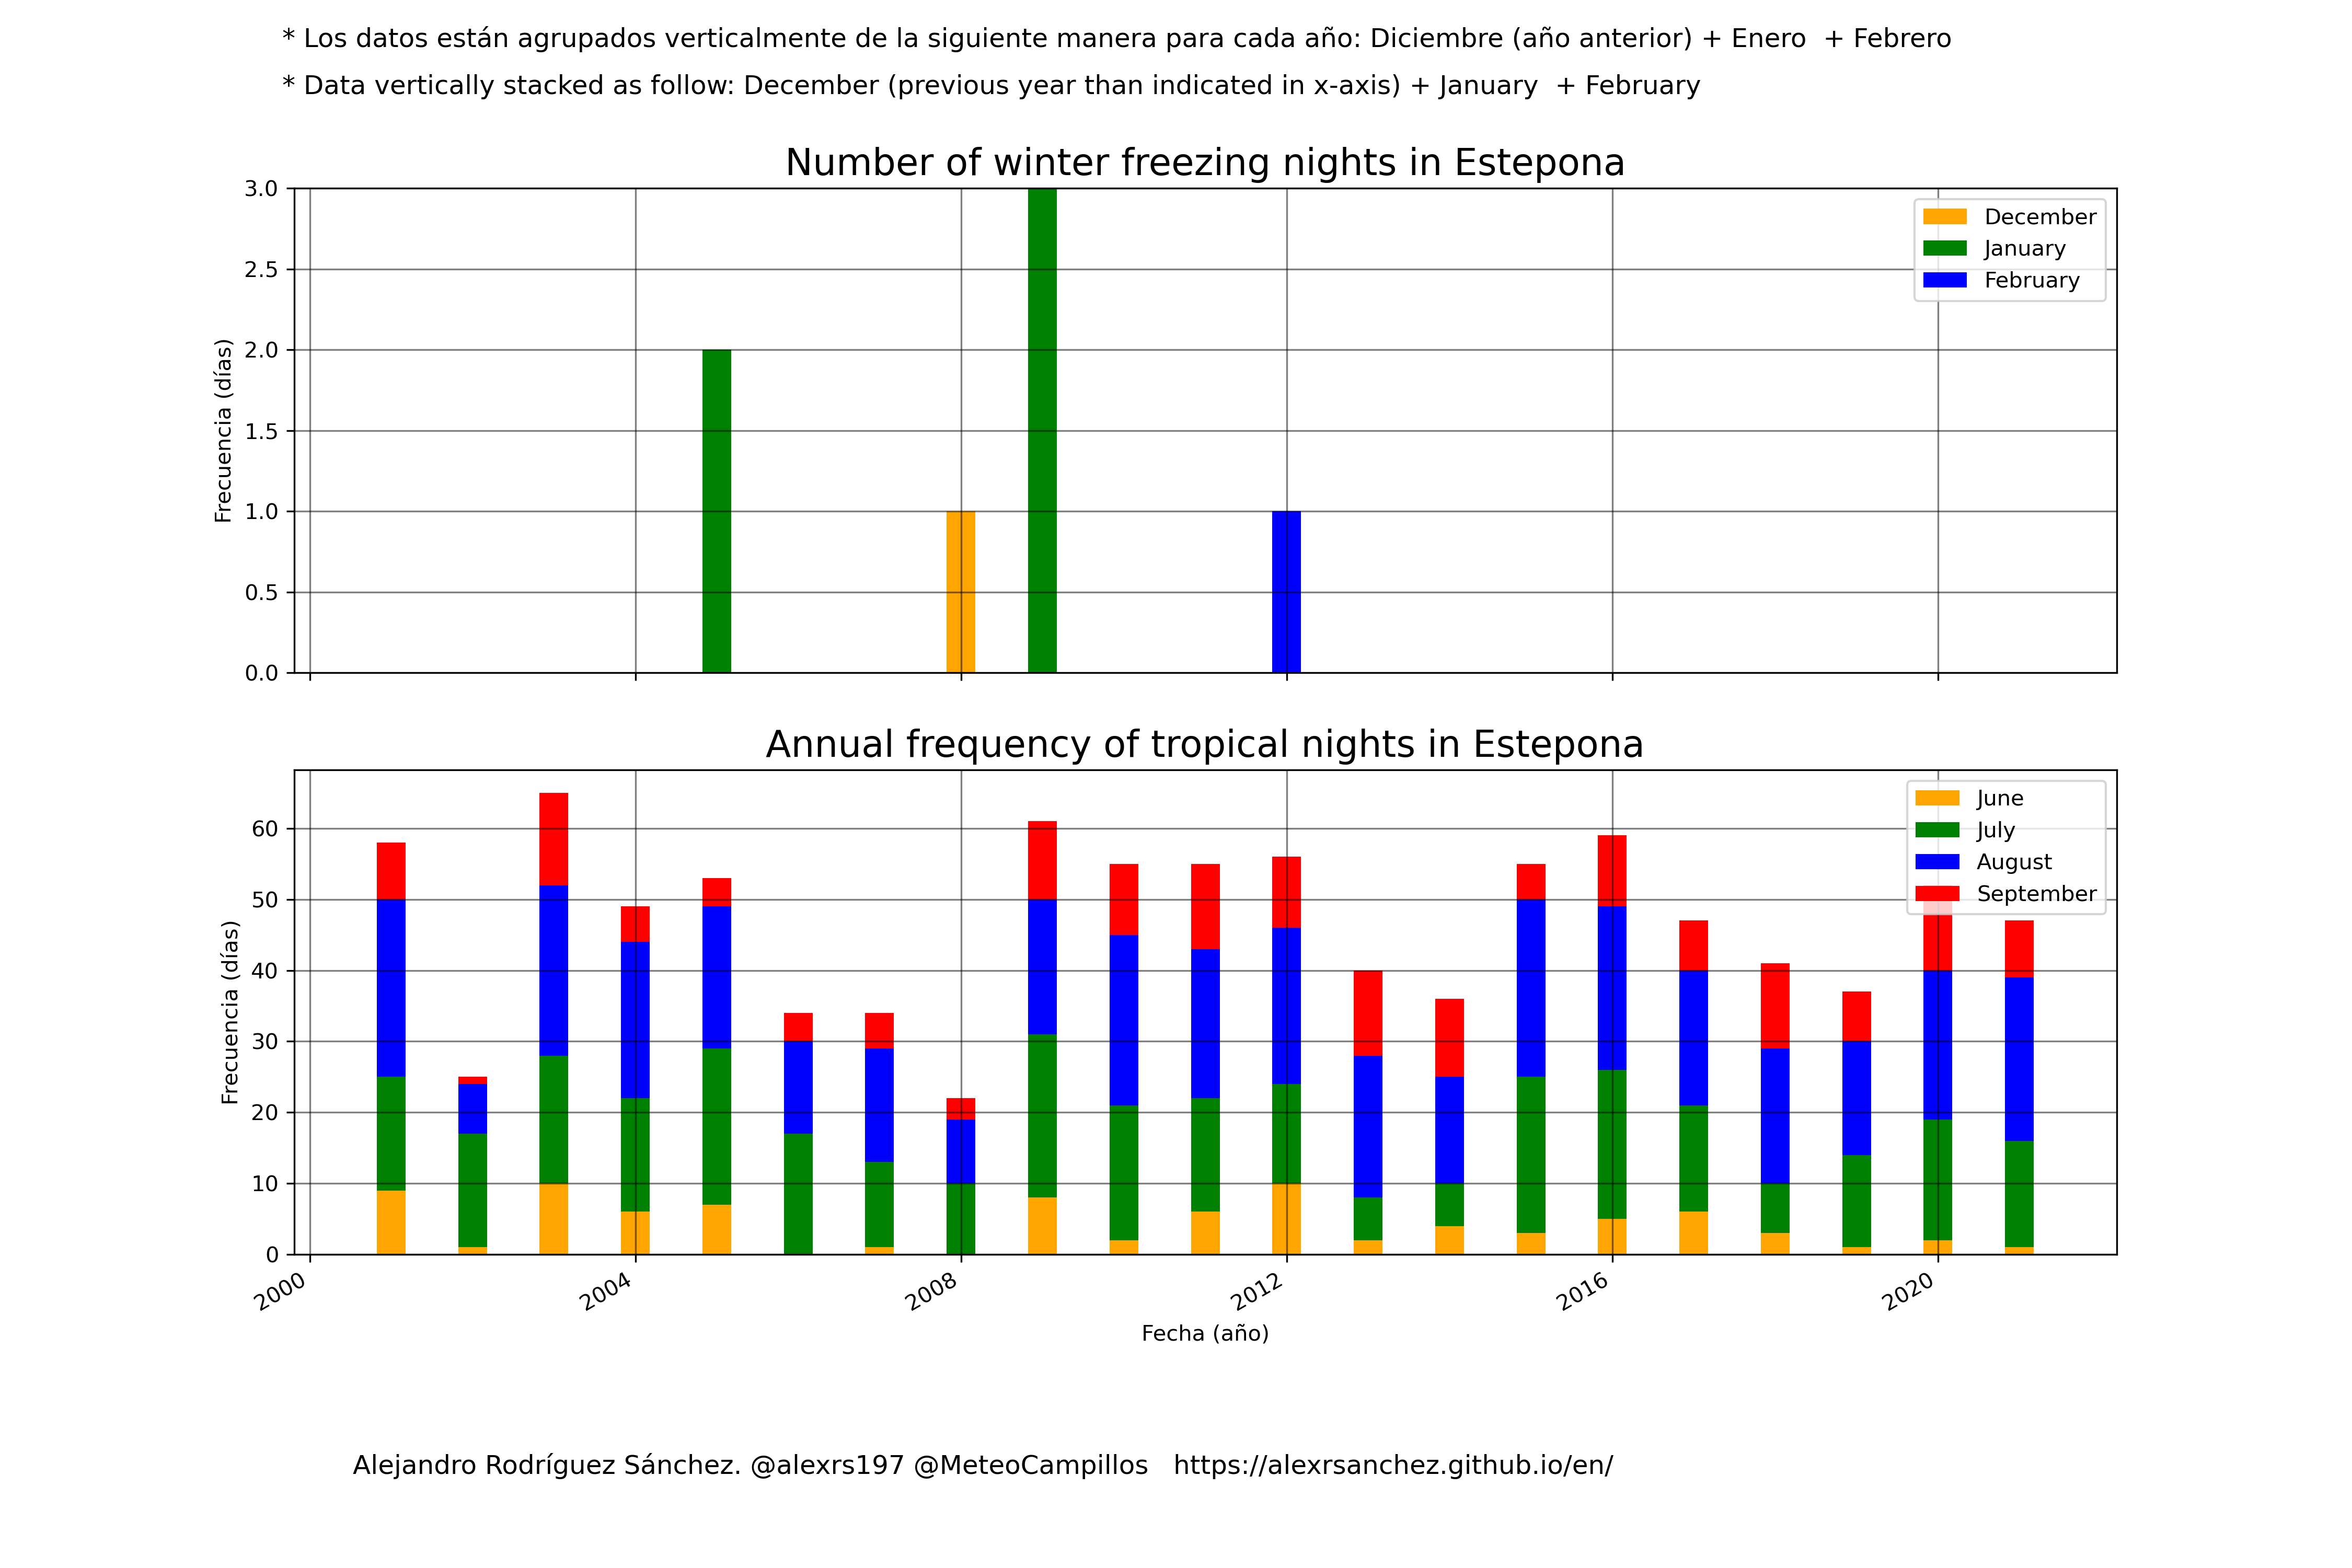 * Los datos están agrupados verticalmente de la siguiente manera para cada año: Diciembre (año anterior) + Enero  + Febrero
* Data vertically stacked as follow: December (previous year than indicated in x-axis) + January  + February
Number of winter freezing nights in Estepona
3.0
2.5
2.0
1.5
1.0
0.5
0.0
Frecuencia (días)
December
January
February
Annual frequency of tropical nights in Estepona
60
50
40
30
20
10
0
Frecuencia (días)
June
July
August
September
2000
2004
2008
2012
2016
2020
Fecha (año)
Alejandro Rodríguez Sánchez. @alexrs197 @MeteoCampillos   https://alexrsanchez.github.io/en/